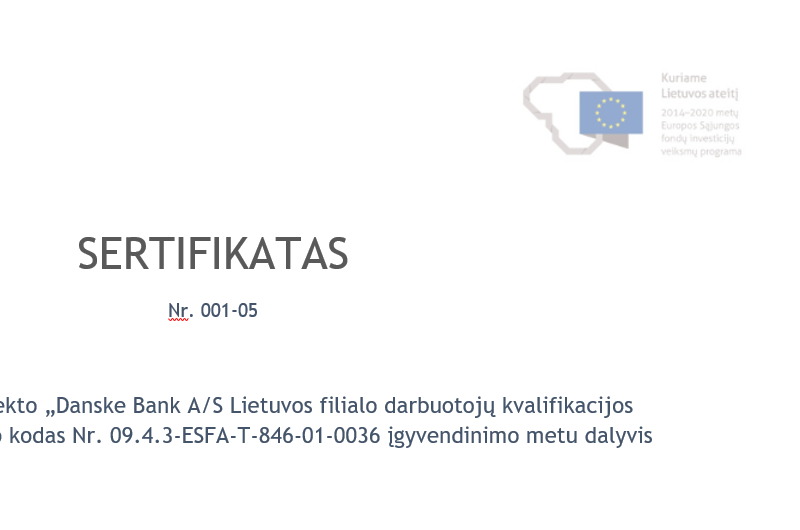 Kuriame
Lietuvos ateitį
2014–2020 metų
Europos Sąjungos
fondų investicijų
veiksmų programa
SERTIFIKATAS
Nr. 001-05
ekto „Danske Bank A/S Lietuvos filialo darbuotojų kvalifikacijos
o kodas Nr. 09.4.3-ESFA-T-846-01-0036 įgyvendinimo metu dalyvis